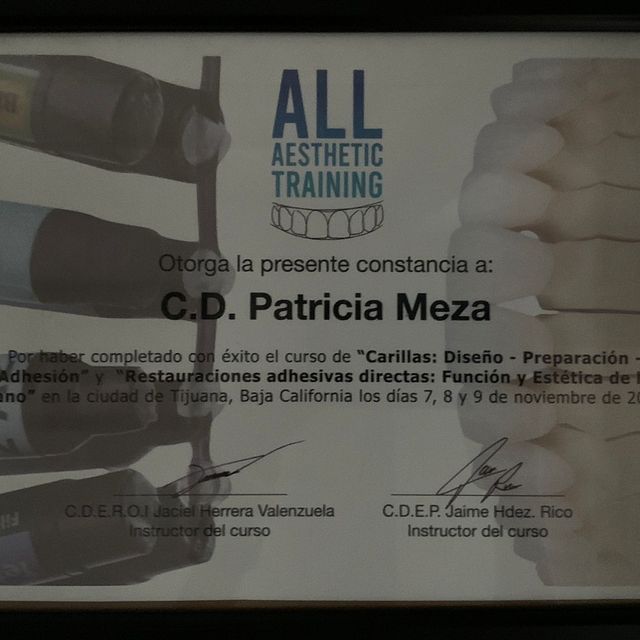 ALL
AESTHETIC
TRAINING
Otorga la presente constancia a:
C.D. Patricia Meza
Por haber completado con éxito el curso de "Carillas: Diseño - Preparación -
Adhesión" y "Restauraciones adhesivas directas: Función y Estética de
ano" en la ciudad de Tijuana, Baja California los días 7, 8 y 9 de noviembre de 20
C.D.E.R.O.I Jaciel Herrera Valenzuela
C.D.E.P. Jaime Hdez. Rico
Instructor del curso
Instructor del curso